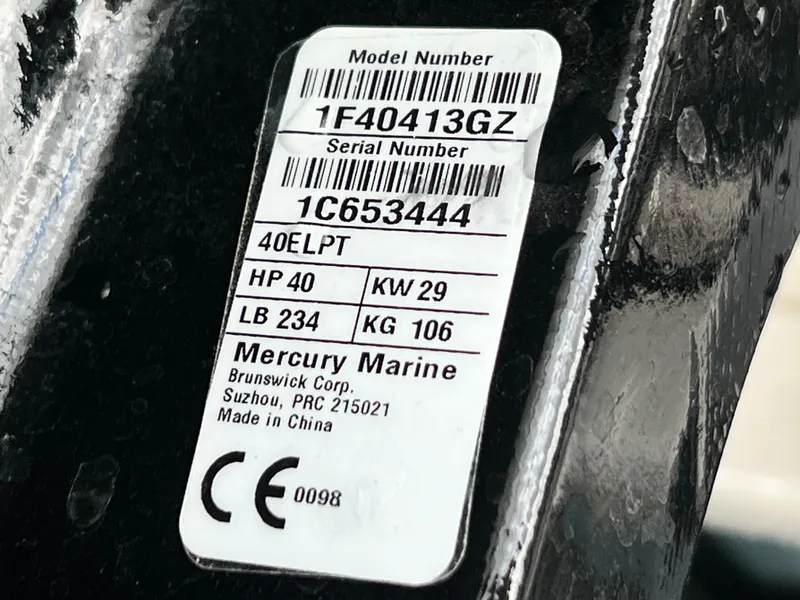 Model Number
1F40413GZ
Serial Number
1C653444
40ELPT
HP 40 KW 29
LB 234 KG 106
Mercury Marine
Brunswick Corp.
Suzhou, PRC 215021
Made in China
CE 0098